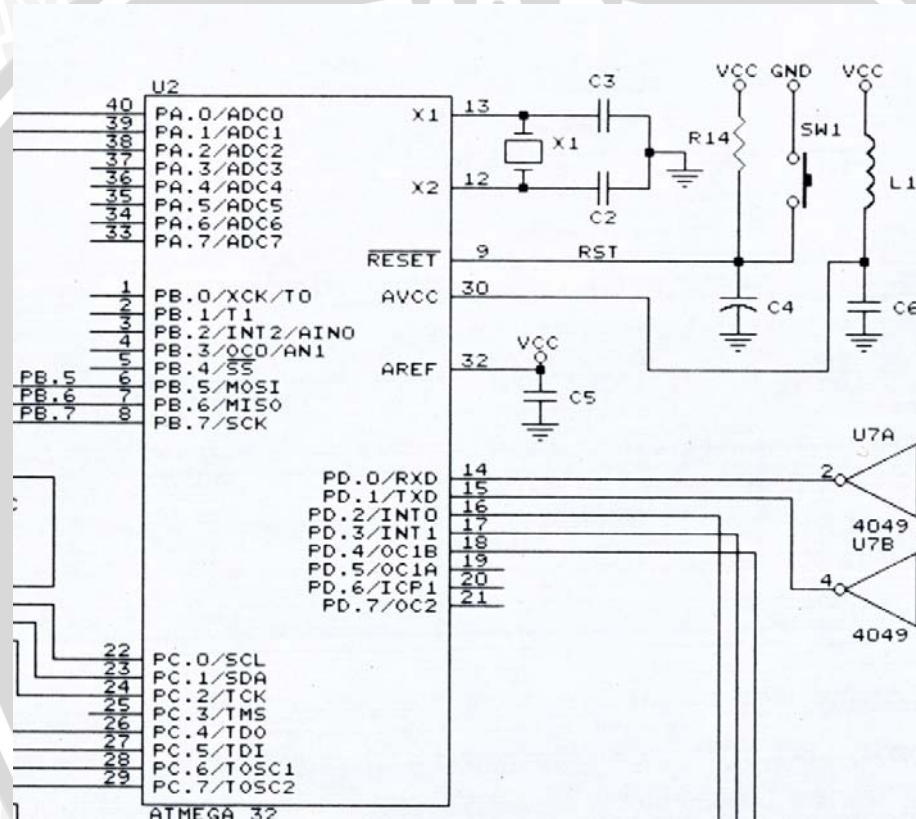 U2
40 PA.0/ADC0
39 PA.1/ADC1
38 PA.2/ADC2
37 PA.3/ADC3
36 PA.4/ADC4
35 PA.5/ADC5
34 PA.6/ADC6
33 PA.7/ADC7
1 PB.0/XCK/T0
2 PB.1/T1
3 PB.2/INT2/AIN0
4 PB.3/OC0/AN1
5 PB.4/SS
PB.5 6 PB.5/MOSI
PB.6 7 PB.6/MISO
PB.7 8 PB.7/SCK
22 PC.0/SCL
23 PC.1/SDA
24 PC.2/TCK
25 PC.3/TMS
26 PC.4/TDO
27 PC.5/TDI
28 PC.6/TOSC1
29 PC.7/TOSC2
ATMEGA 32
X1 13
X2 12
RESET 9 RST
AVCC 30
AREF 32
PD.0/RXD 14
PD.1/TXD 15
PD.2/INT0 16
PD.3/INT1 17
PD.4/OC1B 18
PD.5/OC1A 19
PD.6/ICP1 20
PD.7/OC2 21
C3
X1
C2
VCC GND VCC
R14
SW1
L1
C4
C6
VCC
C5
U7A
2
4049
U7B
4
4049